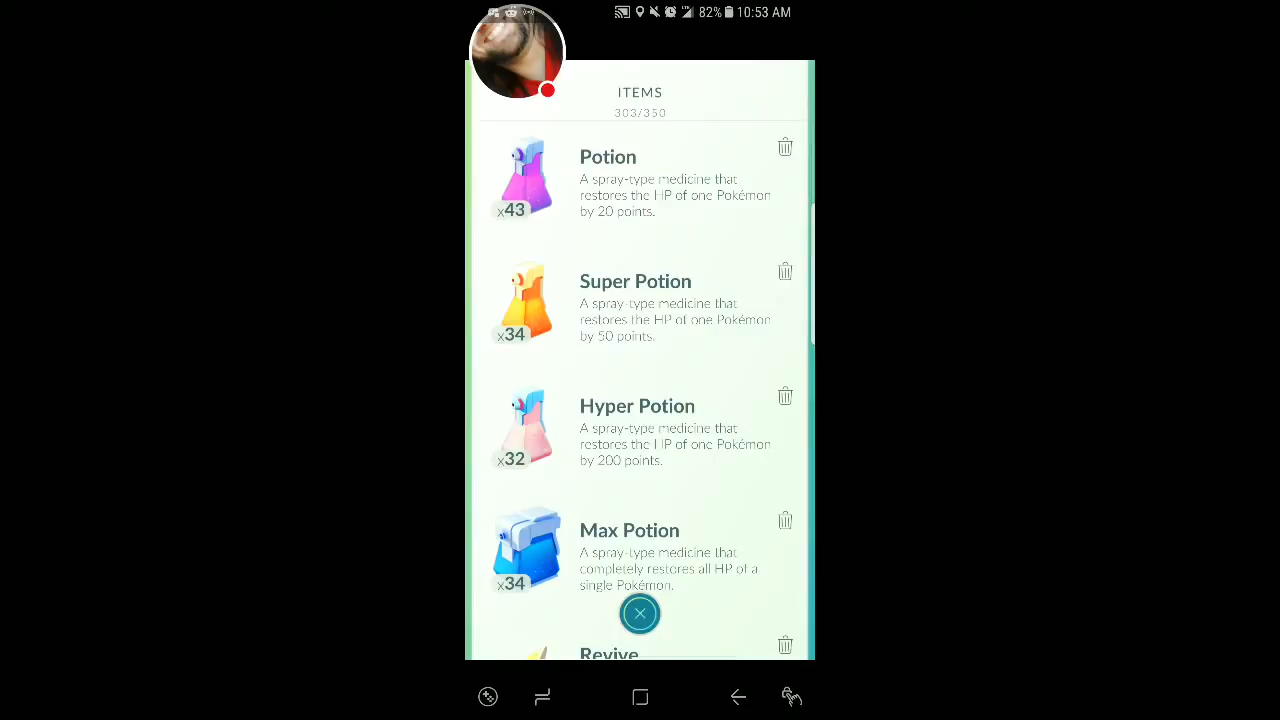 82% 10:53 AM
ITEMS
303/350
Potion
A spray-type medicine that
restores the HP of one Pokémon
by 20 points.
x43
Super Potion
A spray-type medicine that
restores the HP of one Pokémon
by 50 points.
x34
Hyper Potion
A spray-type medicine that
restores the HP of one Pokémon
by 200 points.
x32
Max Potion
A spray-type medicine that
completely restores all HP of a
single Pokémon.
x34
Revive